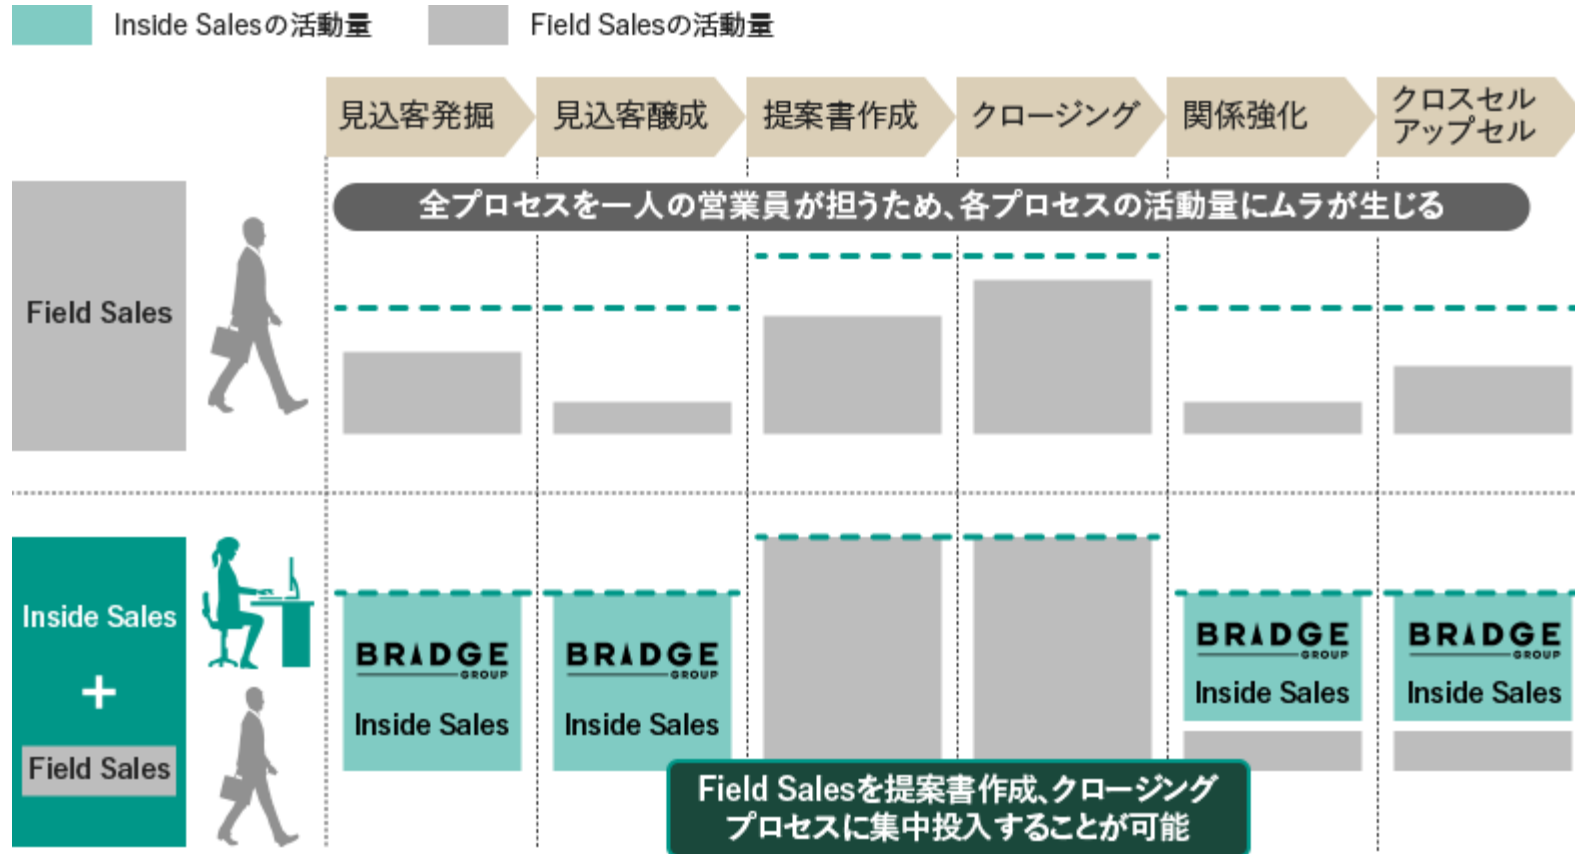 Inside Salesの活動量
Field Salesの活動量
見込客発掘
見込客醸成
提案書作成
クロージング
関係強化
クロスセル
アップセル
全プロセスを一人の営業員が担うため、各プロセスの活動量にムラが生じる
Field Sales
Inside Sales
+
Field Sales
BRIDGE
GROUP
Inside Sales
BRIDGE
GROUP
Inside Sales
BRIDGE
GROUP
Inside Sales
BRIDGE
GROUP
Inside Sales
Field Salesを提案書作成、クロージング
プロセスに集中投入することが可能